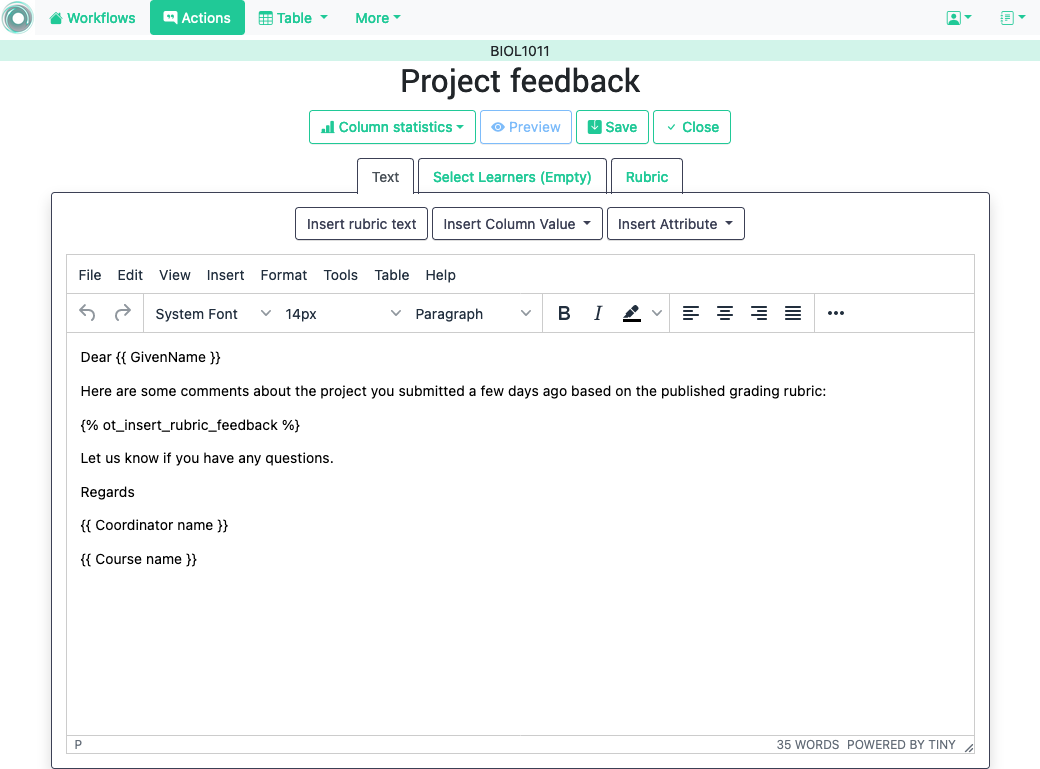 Workflows Actions Table More
BIOL1011
Project feedback
Column statistics Preview Save Close
Text Select Learners (Empty) Rubric
Insert rubric text Insert Column Value Insert Attribute
File Edit View Insert Format Tools Table Help
System Font 14px Paragraph B I
Dear {{ GivenName }}
Here are some comments about the project you submitted a few days ago based on the published grading rubric:
{% ot_insert_rubric_feedback %}
Let us know if you have any questions.
Regards
{{ Coordinator name }}
{{ Course name }}
P 35 WORDS POWERED BY TINY